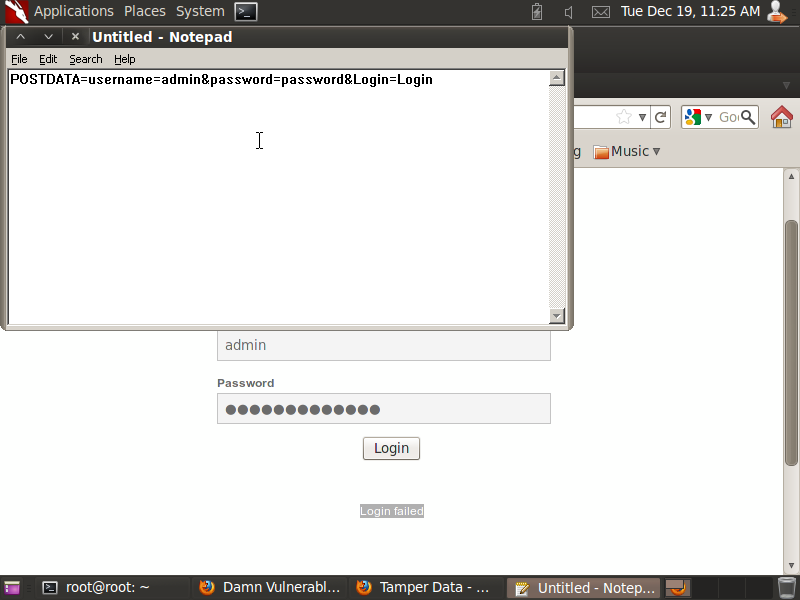 Applications Places System Tue Dec 19, 11:25 AM
Untitled - Notepad
File Edit Search Help
POSTDATA=username=admin&password=password&Login=Login
Music
admin
Password
Login
Login failed
root@root: ~ Damn Vulnerabl... Tamper Data - ... Untitled - Notep...